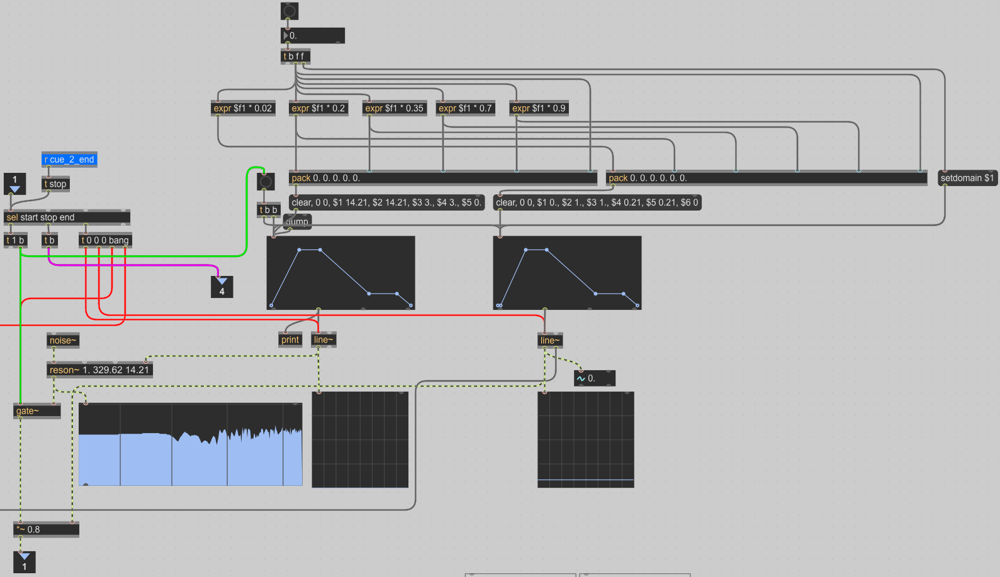 0.
t b f f
expr $f1 * 0.02
expr $f1 * 0.2
expr $f1 * 0.35
expr $f1 * 0.7
expr $f1 * 0.9
r cue_2_end
1
t stop
pack 0. 0. 0. 0. 0.
pack 0. 0. 0. 0. 0. 0.
setdomain $1
clear, 0 0, $1 14.21, $2 14.21, $3 3., $4 3., $5 0.
clear, 0 0, $1 0., $2 1., $3 1., $4 0.21, $5 0.21, $6 0
t b b
dump
sel start stop end
t 1 b
t b
t 0 0 0 bang
4
noise~
print
line~
line~
reson~ 1. 329.62 14.21
0.
gate~
*~ 0.8
1